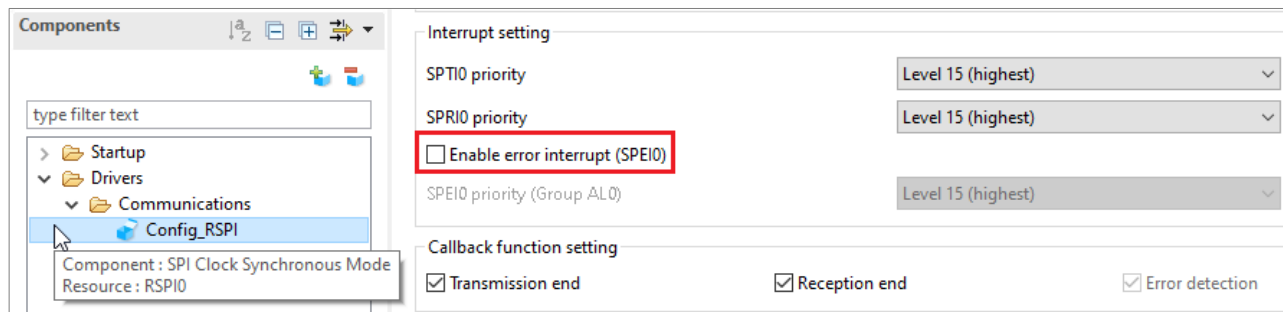 Components
type filter text
Startup
Drivers
Communications
Config_RSPI
Component : SPI Clock Synchronous Mode
Resource : RSPI0
Interrupt setting
SPTI0 priority
Level 15 (highest)
SPRI0 priority
Level 15 (highest)
Enable error interrupt (SPEI0)
SPEI0 priority (Group AL0)
Level 15 (highest)
Callback function setting
Transmission end
Reception end
Error detection